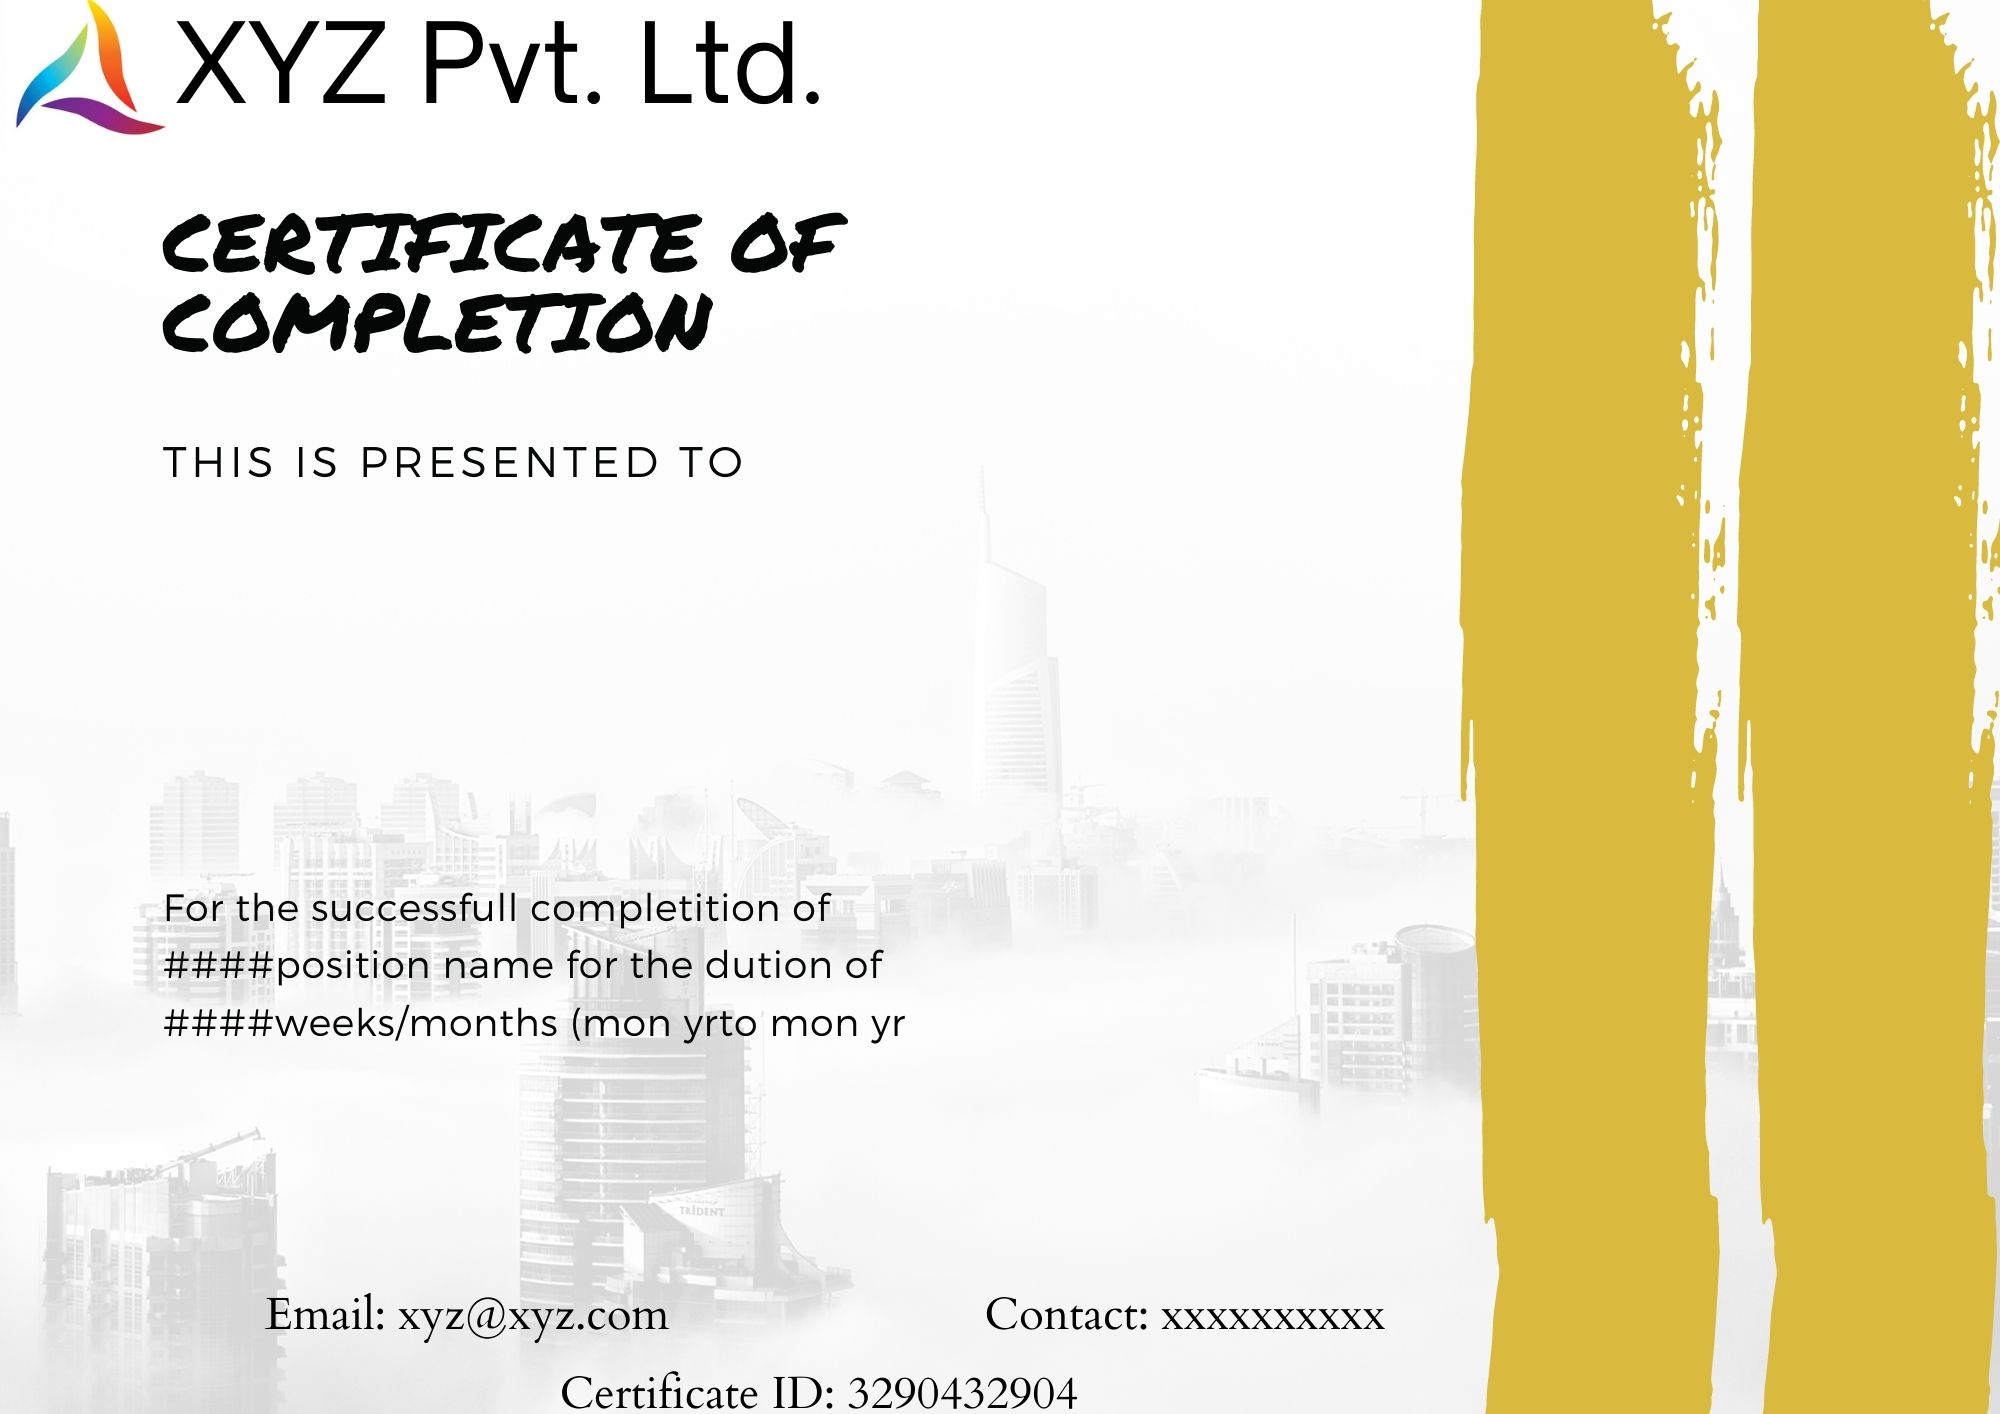 XYZ Pvt. Ltd.
CERTIFICATE OF
COMPLETION
THIS IS PRESENTED TO
For the successfull completition of
####position name for the dution of
####weeks/months (mon yrto mon yr
TRIDENT
Email: xyz@xyz.com
Contact: xxxxxxxxxx
Certificate ID: 3290432904